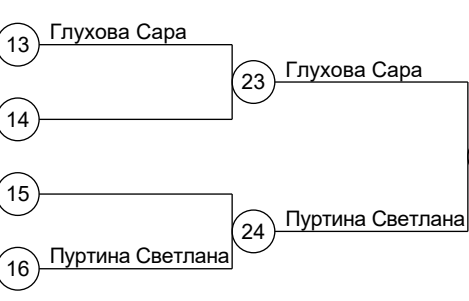 13 Глухова Сара
23 Глухова Сара
14
15
24 Пуртина Светлана
16 Пуртина Светлана